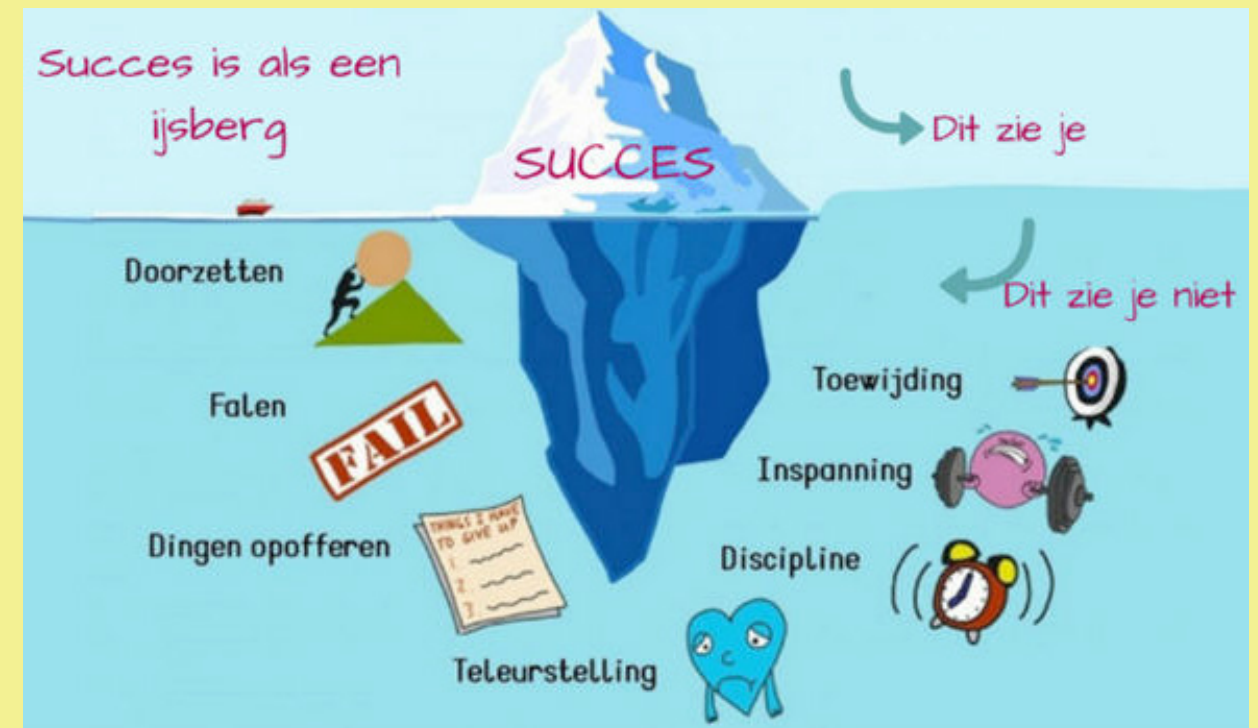 Succes is als een
ijsberg
SUCCES
Dit zie je
Dit zie je niet
Doorzetten
Falen
FAIL
Dingen opofferen
THINGS I HAVE
TO GIVE UP
1
2
3
Teleurstelling
Toewijding
Inspanning
Discipline